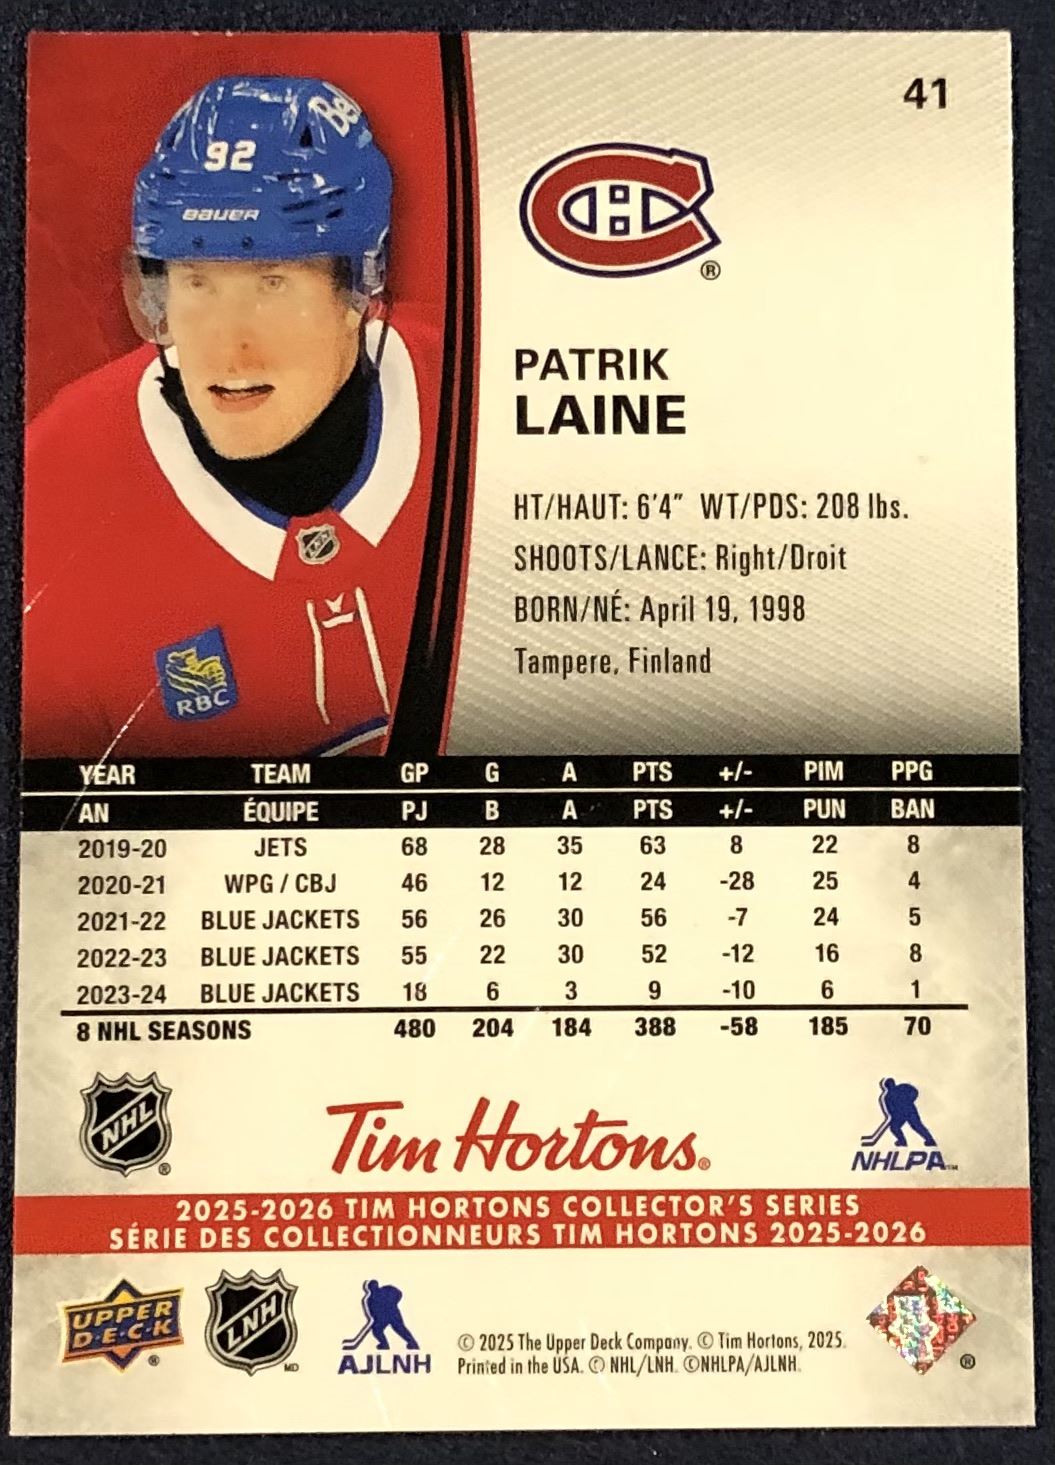 41
92
Bel
BAUER
®
PATRIK
LAINE
HT/HAUT: 6'4" WT/PDS: 208 lbs.
SHOOTS/LANCE: Right/Droit
BORN/NÉ: April 19, 1998
Tampere, Finland
NHL
RBC
YEAR TEAM GP G A PTS +/- PIM PPG
AN ÉQUIPE PJ B A PTS +/- PUN BAN
2019-20 JETS 68 28 35 63 8 22 8
2020-21 WPG / CBJ 46 12 12 24 -28 25 4
2021-22 BLUE JACKETS 56 26 30 56 -7 24 5
2022-23 BLUE JACKETS 55 22 30 52 -12 16 8
2023-24 BLUE JACKETS 18 6 3 9 -10 6 1
8 NHL SEASONS 480 204 184 388 -58 185 70
NHL ®
Tim Hortons®
NHLPA™
2025-2026 TIM HORTONS COLLECTOR'S SERIES
SÉRIE DES COLLECTIONNEURS TIM HORTONS 2025-2026
UPPER
D·E·C·K ®
LNH MD
AJLNH
© 2025 The Upper Deck Company. © Tim Hortons, 2025.
Printed in the USA. © NHL/LNH. ©NHLPA/AJLNH.
®